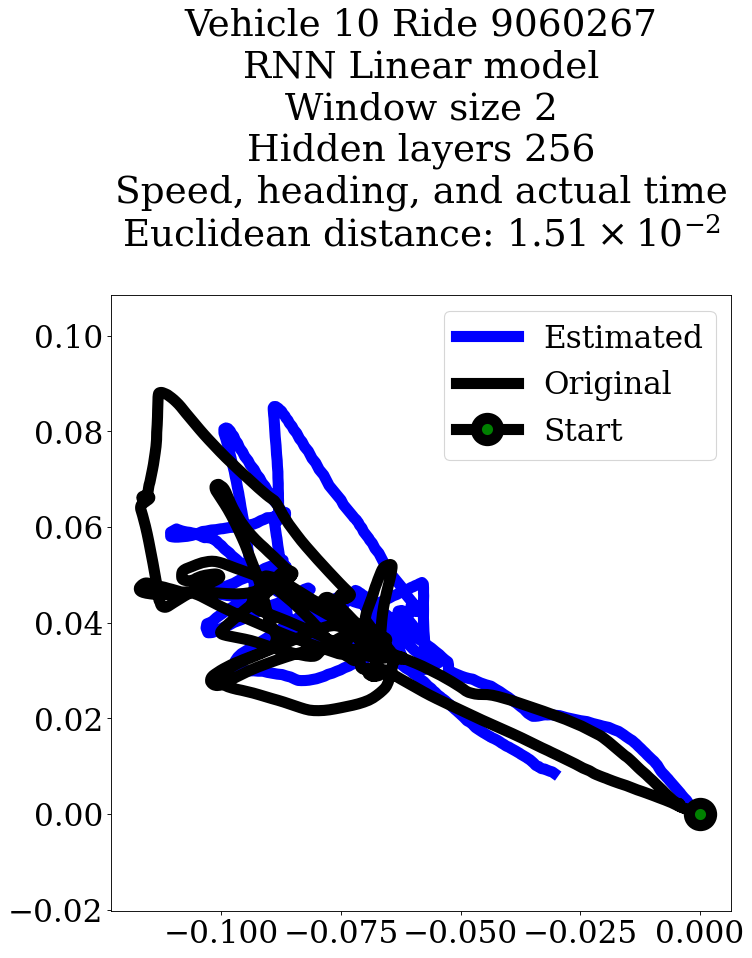 Vehicle 10 Ride 9060267
RNN Linear model
Window size 2
Hidden layers 256
Speed, heading, and actual time
Euclidean distance: 1.51 × 10⁻²
Estimated
Original
Start
0.10
0.08
0.06
0.04
0.02
0.00
−0.02
−0.100 −0.075 −0.050 −0.025 0.000